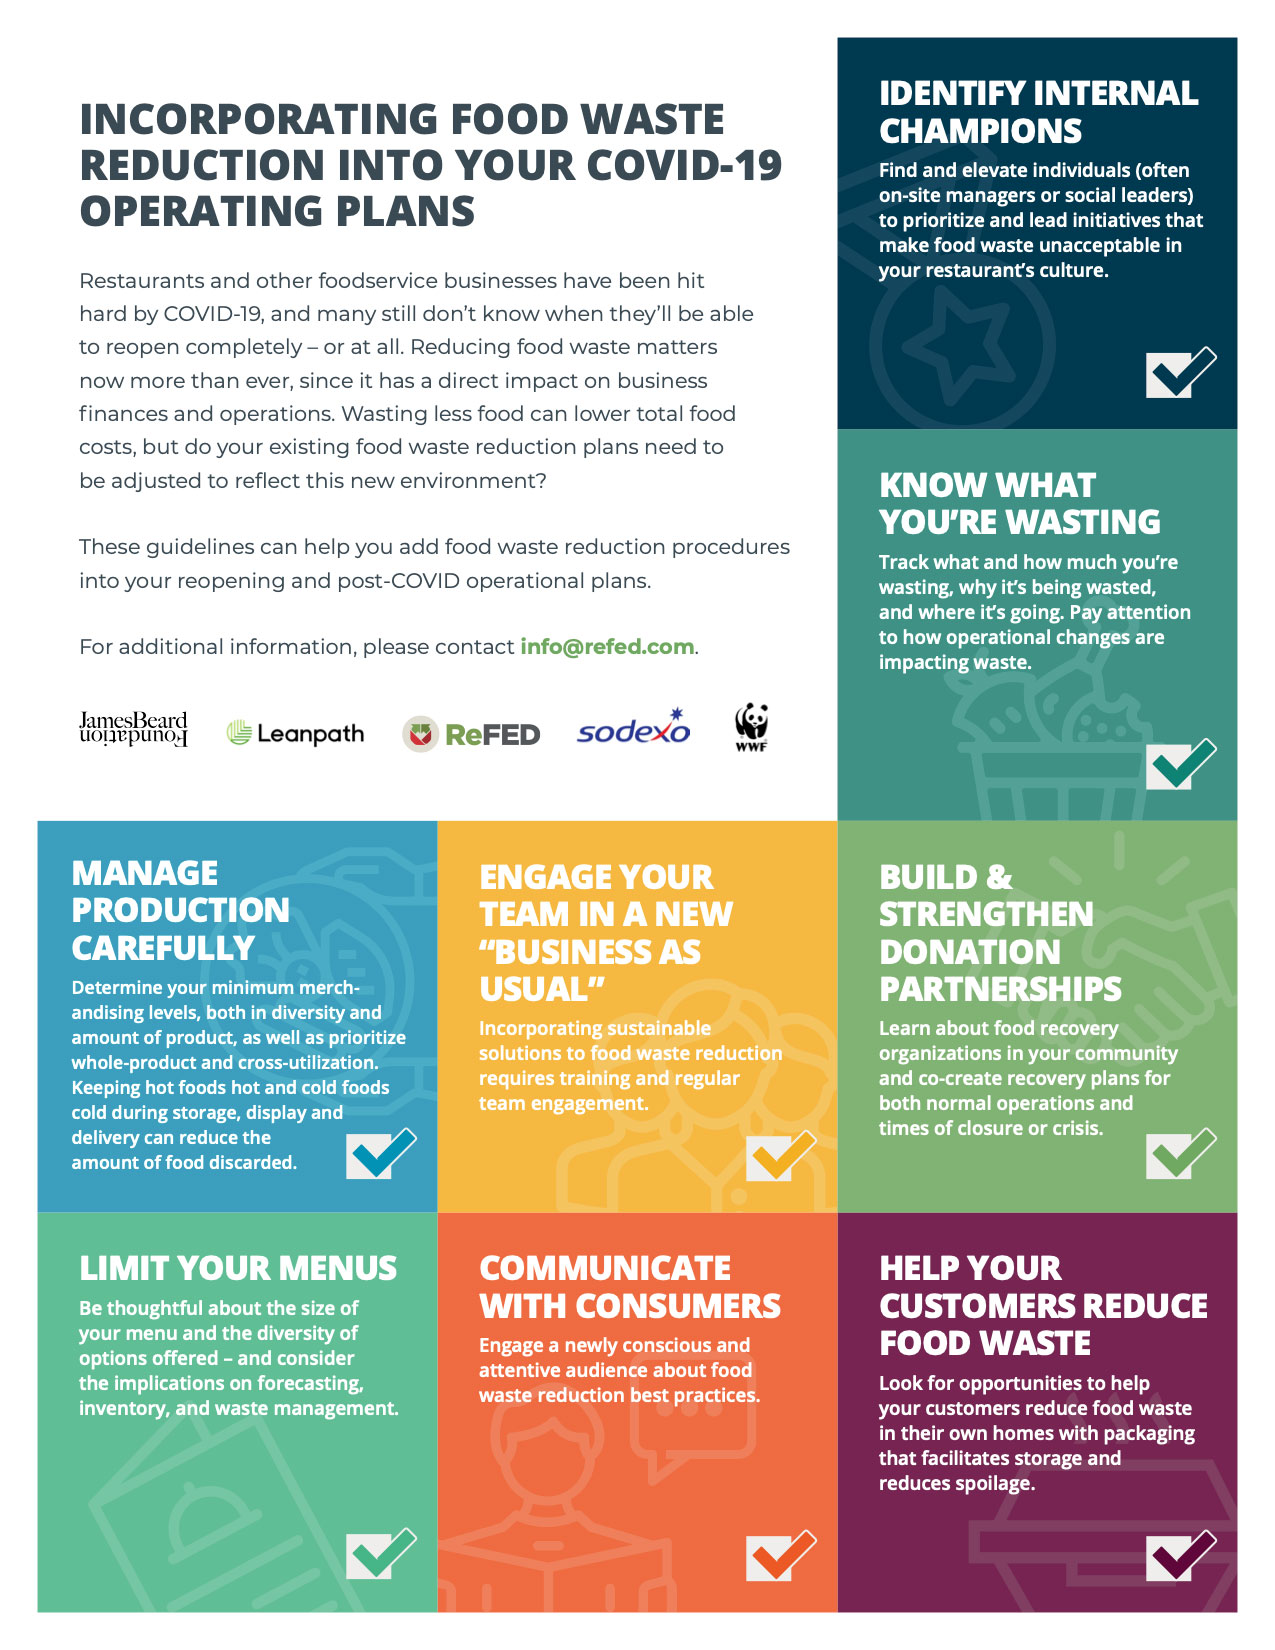 INCORPORATING FOOD WASTE
REDUCTION INTO YOUR COVID-19
OPERATING PLANS
Restaurants and other foodservice businesses have been hit
hard by COVID-19, and many still don’t know when they’ll be able
to reopen completely – or at all. Reducing food waste matters
now more than ever, since it has a direct impact on business
finances and operations. Wasting less food can lower total food
costs, but do your existing food waste reduction plans need to
be adjusted to reflect this new environment?
These guidelines can help you add food waste reduction procedures
into your reopening and post-COVID operational plans.
For additional information, please contact info@refed.com.
JamesBeard
Foundation
Leanpath
ReFED
sodexo
WWF
IDENTIFY INTERNAL
CHAMPIONS
Find and elevate individuals (often
on-site managers or social leaders)
to prioritize and lead initiatives that
make food waste unacceptable in
your restaurant’s culture.
KNOW WHAT
YOU’RE WASTING
Track what and how much you’re
wasting, why it’s being wasted,
and where it’s going. Pay attention
to how operational changes are
impacting waste.
MANAGE
PRODUCTION
CAREFULLY
Determine your minimum merch-
andising levels, both in diversity and
amount of product, as well as prioritize
whole-product and cross-utilization.
Keeping hot foods hot and cold foods
cold during storage, display and
delivery can reduce the
amount of food discarded.
ENGAGE YOUR
TEAM IN A NEW
“BUSINESS AS
USUAL”
Incorporating sustainable
solutions to food waste reduction
requires training and regular
team engagement.
BUILD &
STRENGTHEN
DONATION
PARTNERSHIPS
Learn about food recovery
organizations in your community
and co-create recovery plans for
both normal operations and
times of closure or crisis.
LIMIT YOUR MENUS
Be thoughtful about the size of
your menu and the diversity of
options offered – and consider
the implications on forecasting,
inventory, and waste management.
COMMUNICATE
WITH CONSUMERS
Engage a newly conscious and
attentive audience about food
waste reduction best practices.
HELP YOUR
CUSTOMERS REDUCE
FOOD WASTE
Look for opportunities to help
your customers reduce food waste
in their own homes with packaging
that facilitates storage and
reduces spoilage.